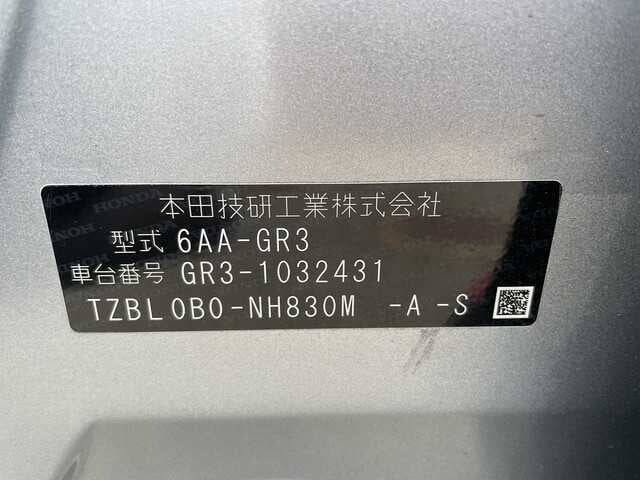 本田技研工業株式会社
型式 6AA-GR3
車台番号 GR3-1032431
TZBL0B0-NH830M -A -S